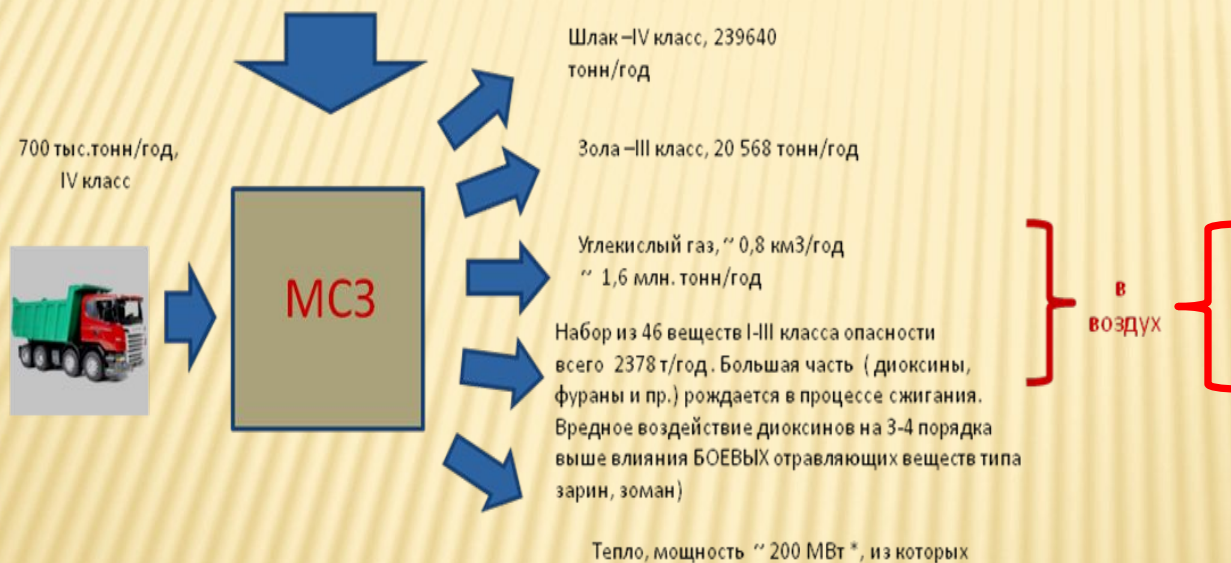 Шлак –IV класс, 239640
тонн/год
700 тыс.тонн/год,
IV класс
Зола –III класс, 20 568 тонн/год
МСЗ
Углекислый газ, ~ 0,8 км3/год
~ 1,6 млн. тонн/год
в
воздух
Набор из 46 веществ I-III класса опасности
всего 2378 т/год . Большая часть ( диоксины,
фураны и пр.) рождается в процессе сжигания.
Вредное воздействие диоксинов на 3-4 порядка
выше влияния БОЕВЫХ отравляющих веществ типа
зарин, зоман)
Тепло, мощность ~ 200 МВт *, из которых